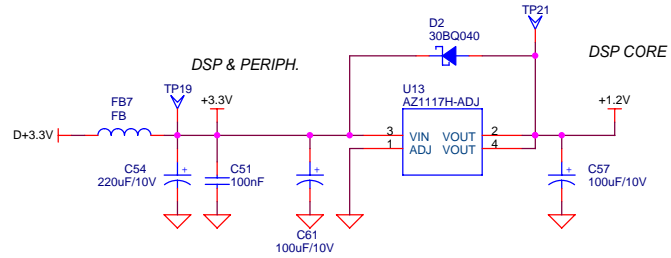 TP21
D2
30BQ040
DSP & PERIPH.
DSP CORE
TP19
U13
AZ1117H-ADJ
FB7
FB
+3.3V
+1.2V
D+3.3V
3
VIN
VOUT
2
1
ADJ
VOUT
4
C54
220uF/10V
+
C51
100nF
+
C61
100uF/10V
+
C57
100uF/10V